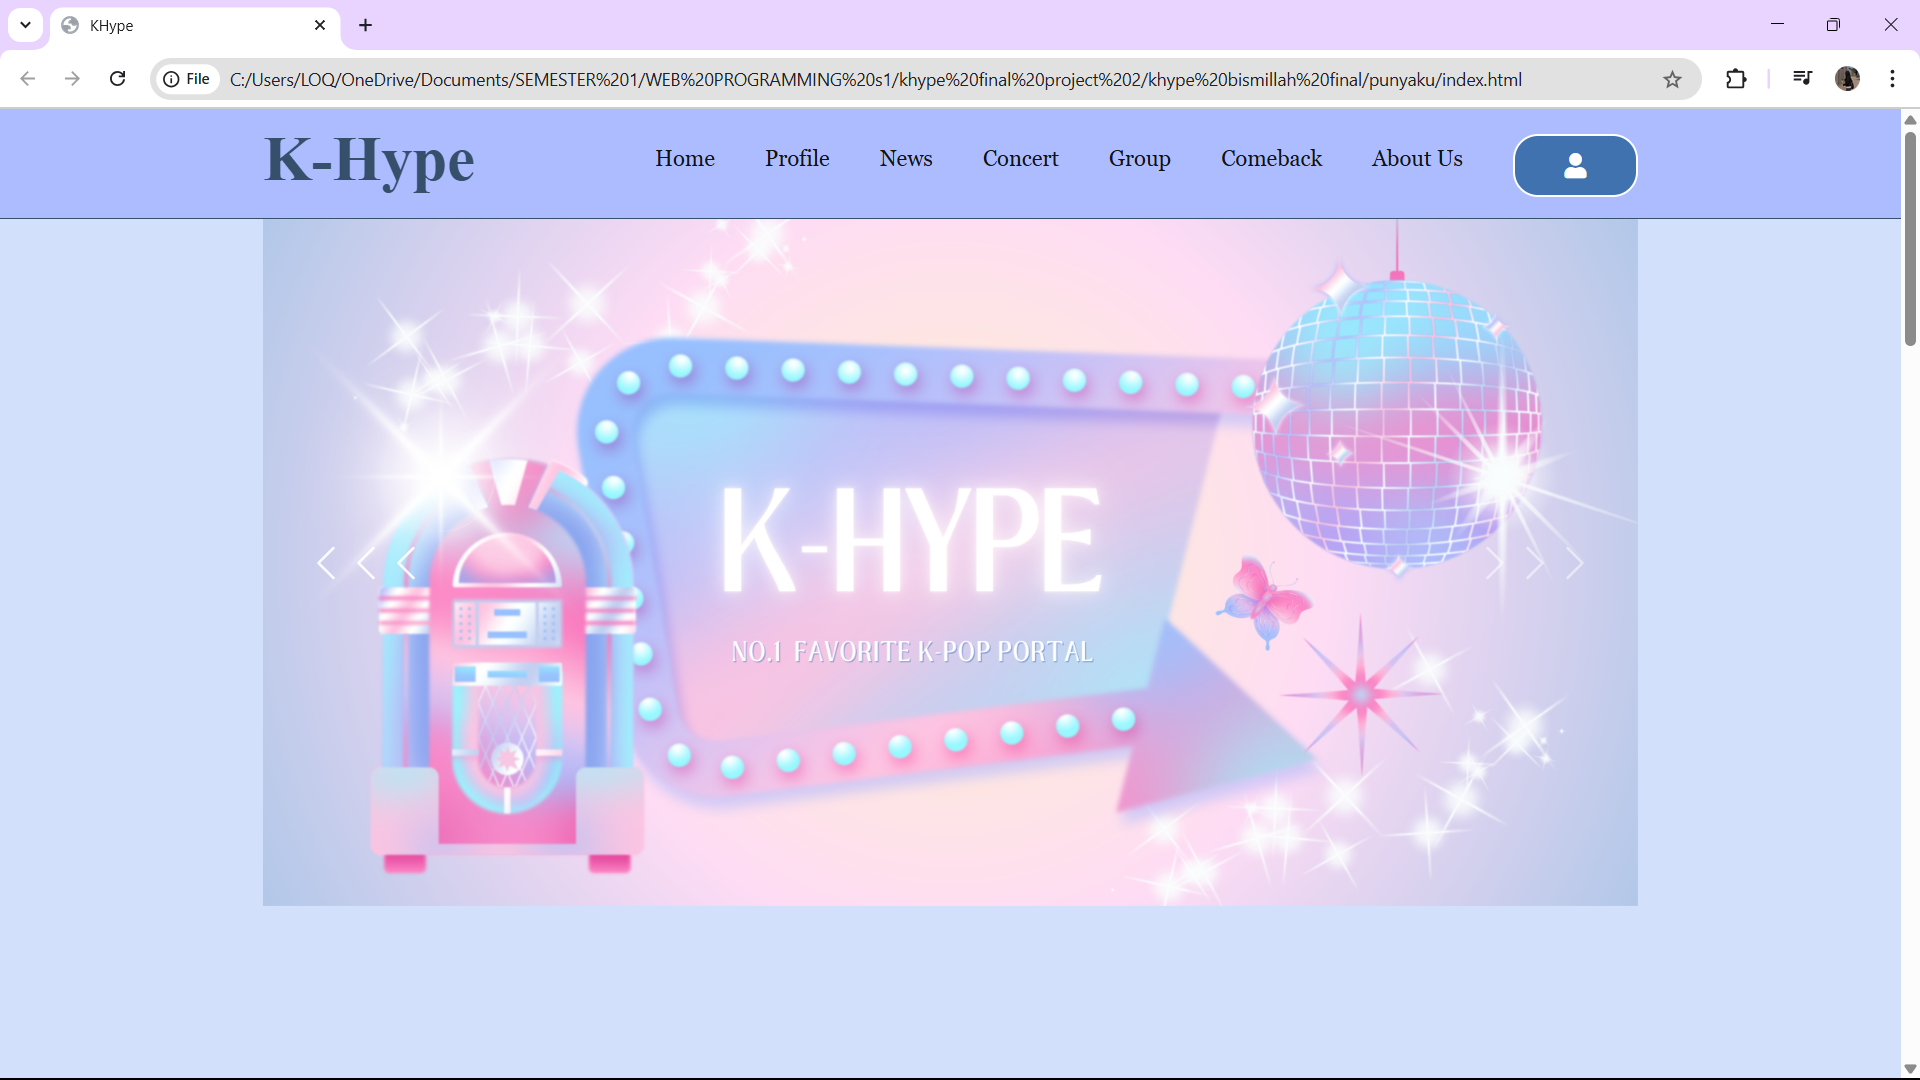 KHype
File
C:/Users/LOQ/OneDrive/Documents/SEMESTER%201/WEB%20PROGRAMMING%20s1/khype%20final%20project%202/khype%20bismillah%20final/punyaku/index.html
K-Hype
Home
Profile
News
Concert
Group
Comeback
About Us
K-HYPE
NO.1 FAVORITE K-POP PORTAL